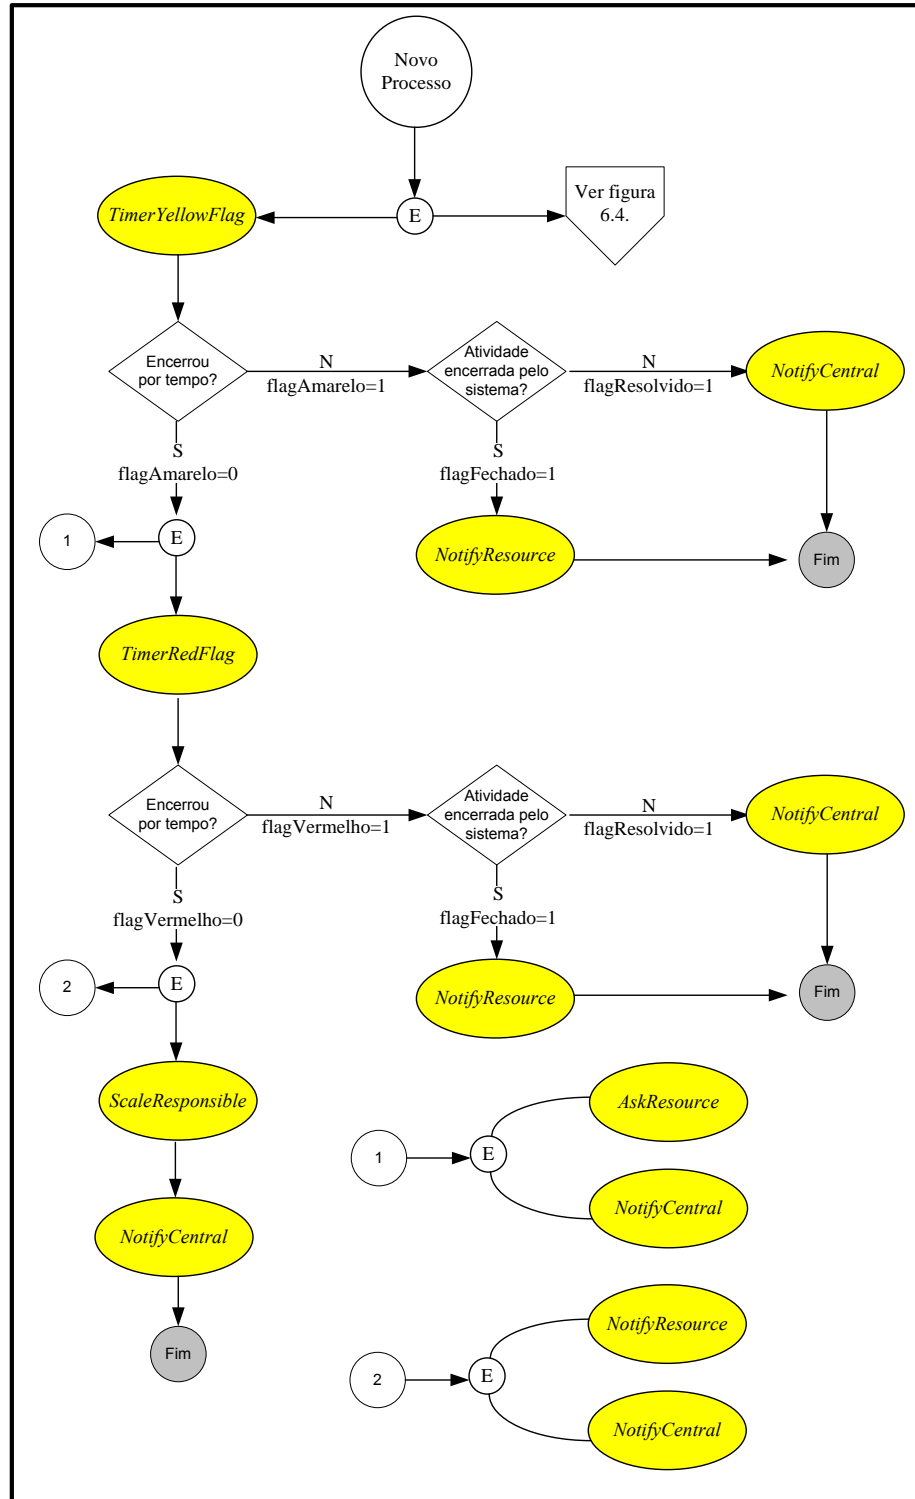 Novo
Processo
TimerYellowFlag
E
Ver figura
6.4.
Encerrou
por tempo?
N
flagAmarelo=1
Atividade
encerrada pelo
sistema?
N
flagResolvido=1
NotifyCentral
S
flagAmarelo=0
S
flagFechado=1
1
E
NotifyResource
Fim
TimerRedFlag
Encerrou
por tempo?
N
flagVermelho=1
Atividade
encerrada pelo
sistema?
N
flagResolvido=1
NotifyCentral
S
flagVermelho=0
S
flagFechado=1
2
E
NotifyResource
Fim
ScaleResponsible
AskResource
1
E
NotifyCentral
NotifyCentral
Fim
NotifyResource
2
E
NotifyCentral